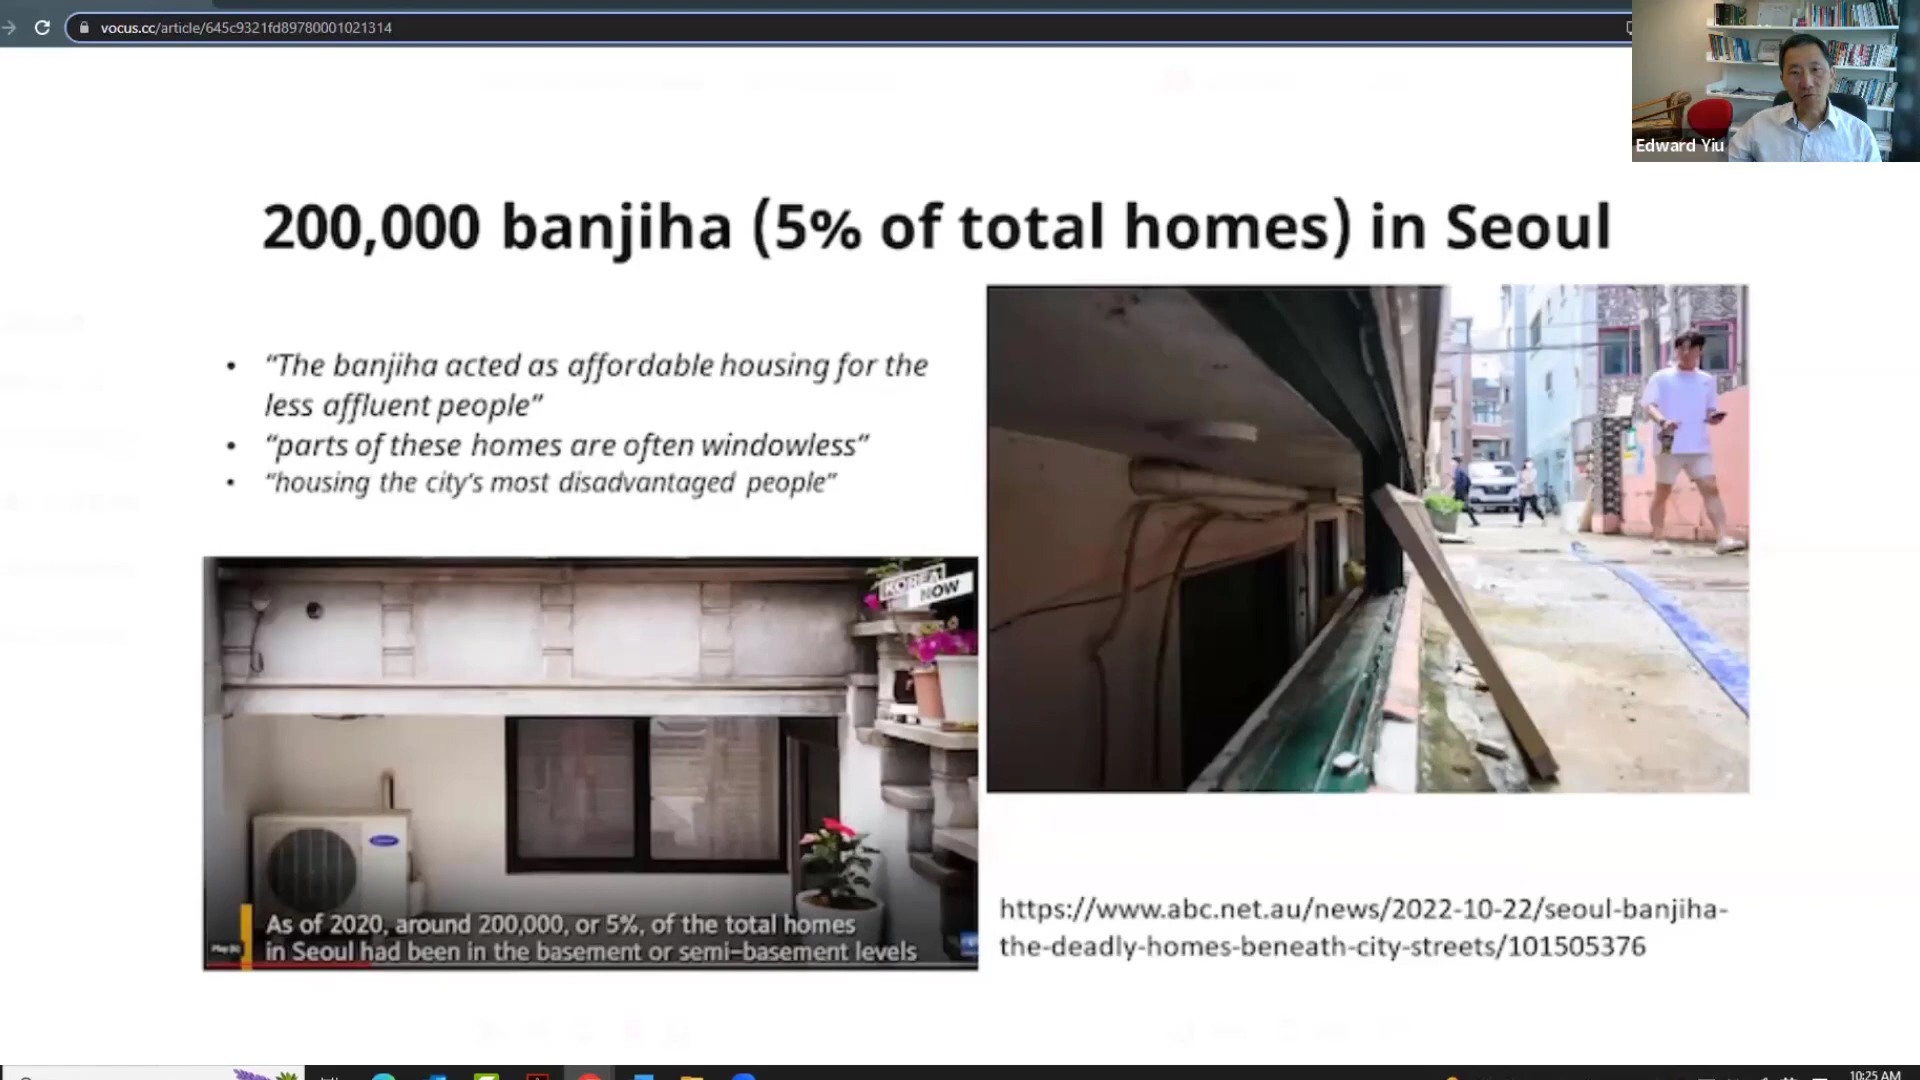 vocus.cc/article/645c9321fd89780001021314
Edward Yiu
200,000 banjiha (5% of total homes) in Seoul
• “The banjiha acted as affordable housing for the
less affluent people”
• “parts of these homes are often windowless”
• “housing the city’s most disadvantaged people”
KOREA
NOW
As of 2020, around 200,000, or 5%, of the total homes
in Seoul had been in the basement or semi-basement levels
https://www.abc.net.au/news/2022-10-22/seoul-banjiha-
the-deadly-homes-beneath-city-streets/101505376
10:25 AM